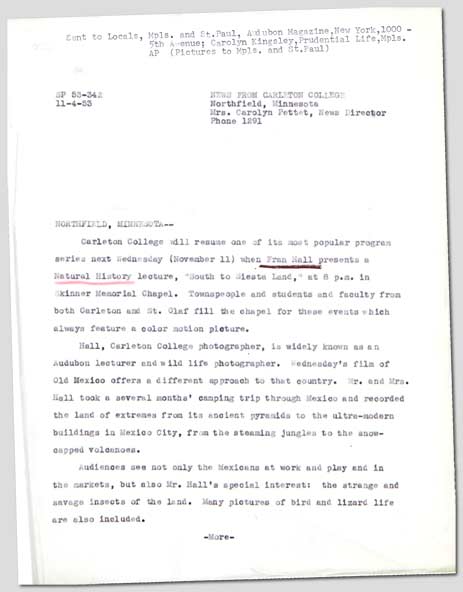 Sent to Locals, Mpls. and St.Paul, Audubon Magazine,New York,1000 -
5th Avenue; Carolyn Kingsley,Prudential Life,Mpls.
AP (Pictures to Mpls. and St.Paul)
SP 53-342 NEWS FROM CARLETON COLLEGE
11-4-53 Northfield, Minnesota
Mrs. Carolyn Pettet, News Director
Phone 1291
NORTHFIELD, MINNESOTA--
Carleton College will resume one of its most popular program
series next Wednesday (November 11) when Fran Hall presents a
Natural History lecture, "South to Siesta Land," at 8 p.m. in
Skinner Memorial Chapel. Townspeople and students and faculty from
both Carleton and St. Olaf fill the chapel for these events which
always feature a color motion picture.
Hall, Carleton College photographer, is widely known as an
Audubon lecturer and wild life photographer. Wednesday's film of
Old Mexico offers a different approach to that country. Mr. and Mrs.
Hall took a several months' camping trip through Mexico and recorded
the land of extremes from its ancient pyramids to the ultra-modern
buildings in Mexico City, from the steaming jungles to the snow-
capped volcanoes.
Audiences see not only the Mexicans at work and play and in
the markets, but also Mr. Hall's special interest: the strange and
savage insects of the land. Many pictures of bird and lizard life
are also included.
-More-